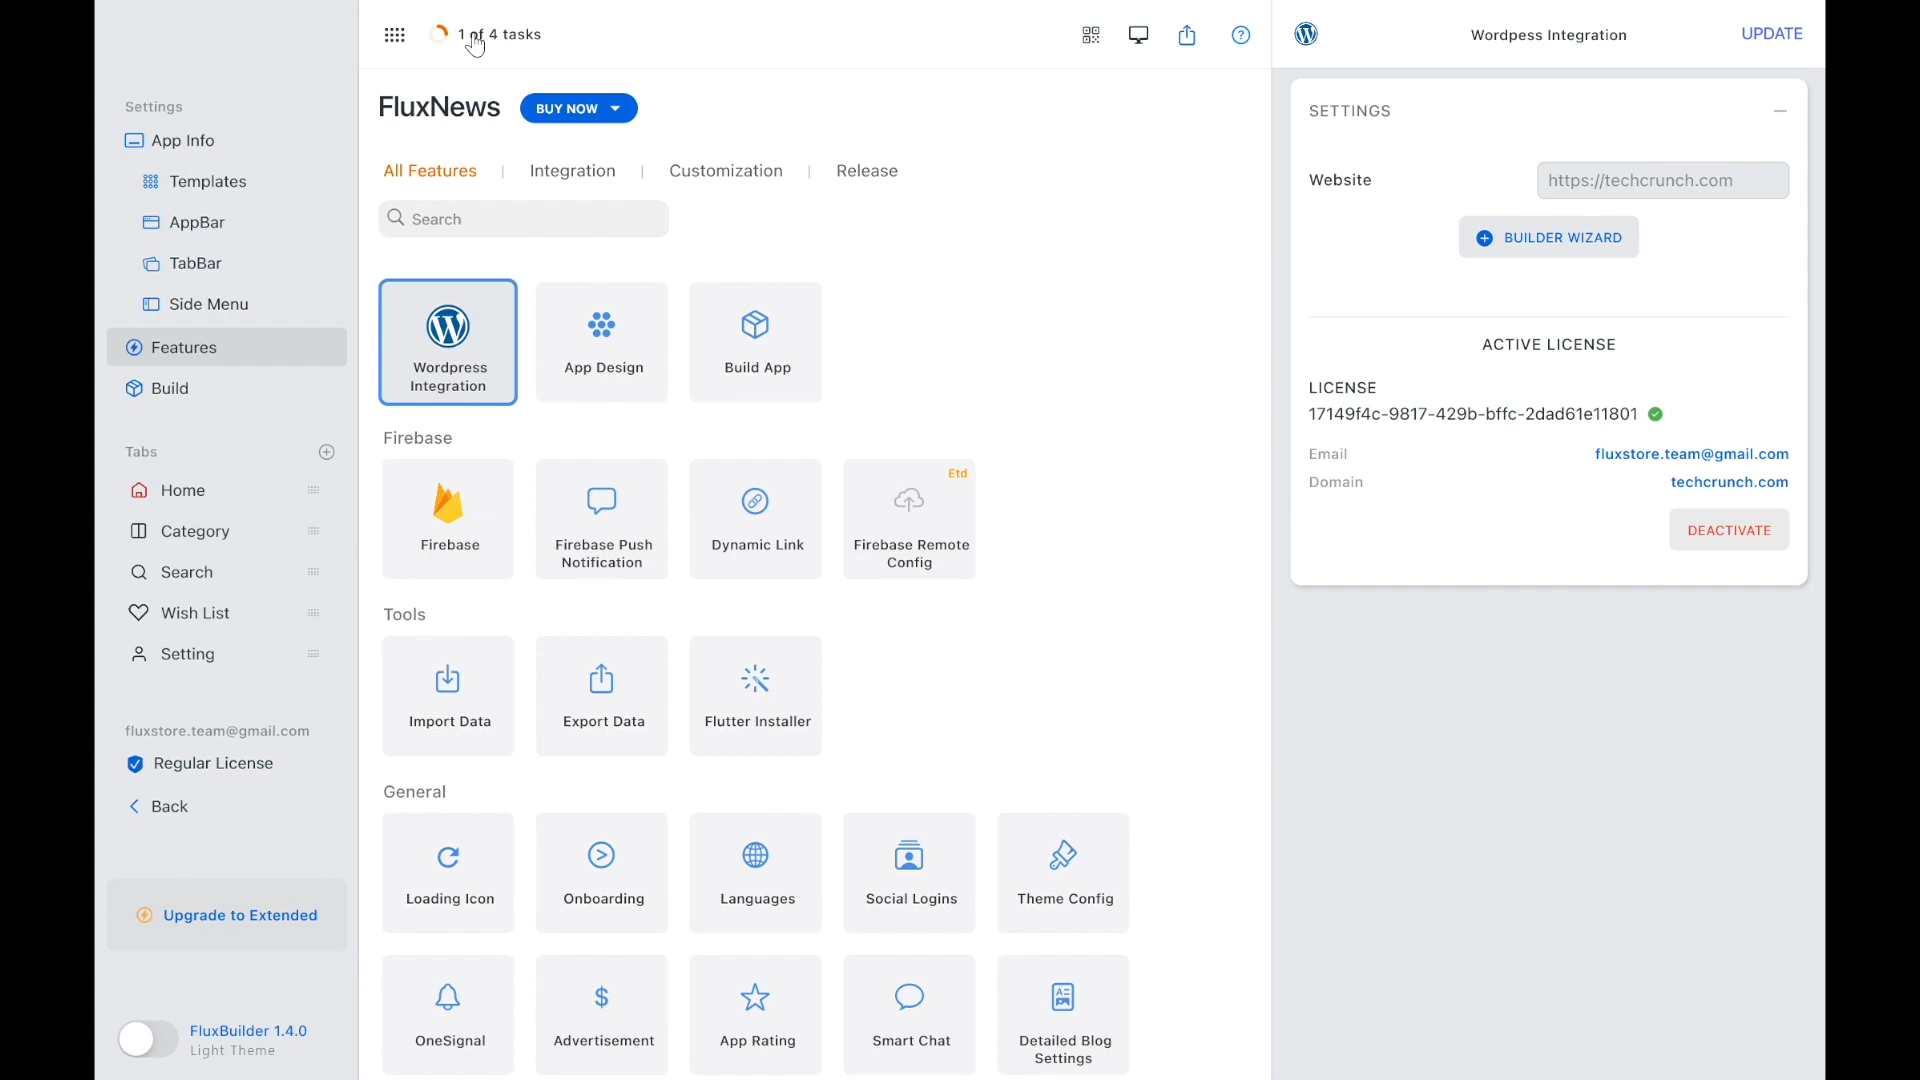 1 of 4 tasks
Wordpess Integration
UPDATE
Settings
App Info
Templates
AppBar
TabBar
Side Menu
Features
Build
Tabs
Home
Category
Search
Wish List
Setting
fluxstore.team@gmail.com
Regular License
Back
Upgrade to Extended
FluxBuilder 1.4.0
Light Theme
FluxNews
BUY NOW
All Features | Integration | Customization | Release
Search
Wordpress
Integration
App Design
Build App
Firebase
Firebase
Firebase Push
Notification
Dynamic Link
Etd
Firebase Remote
Config
Tools
Import Data
Export Data
Flutter Installer
General
Loading Icon
Onboarding
Languages
Social Logins
Theme Config
OneSignal
Advertisement
App Rating
Smart Chat
Detailed Blog
Settings
SETTINGS
Website
https://techcrunch.com
BUILDER WIZARD
ACTIVE LICENSE
LICENSE
17149f4c-9817-429b-bffc-2dad61e11801
Email
fluxstore.team@gmail.com
Domain
techcrunch.com
DEACTIVATE